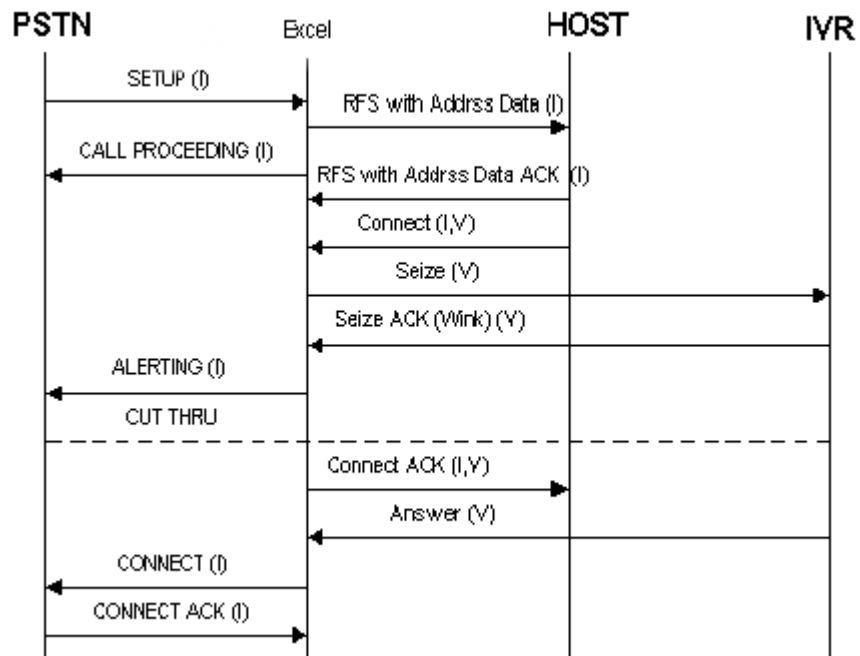 PSTN Excel HOST IVR
SETUP (I)
RFS with Addrss Data (I)
CALL PROCEEDING (I)
RFS with Addrss Data ACK (I)
Connect (I,V)
Seize (V)
Seize ACK (Wink) (V)
ALERTING (I)
CUT THRU
Connect ACK (I,V)
Answer (V)
CONNECT (I)
CONNECT ACK (I)